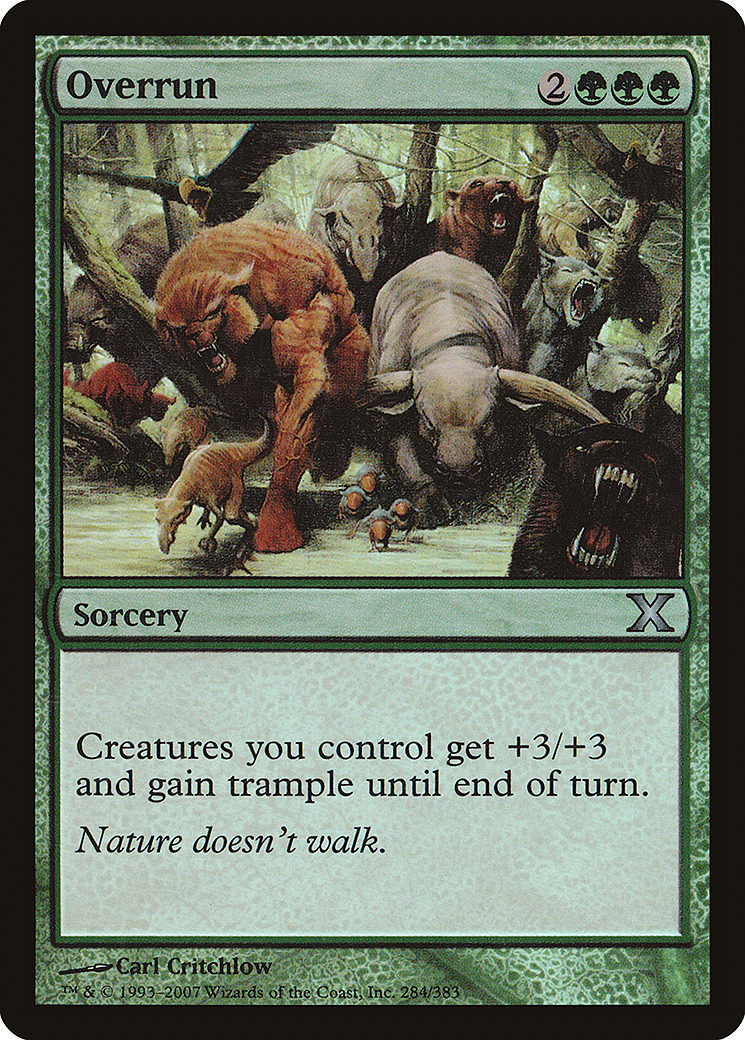 Overrun 2
Sorcery X
Creatures you control get +3/+3
and gain trample until end of turn.
Nature doesn't walk.
Carl Critchlow
™ & © 1993–2007 Wizards of the Coast, Inc. 284/383